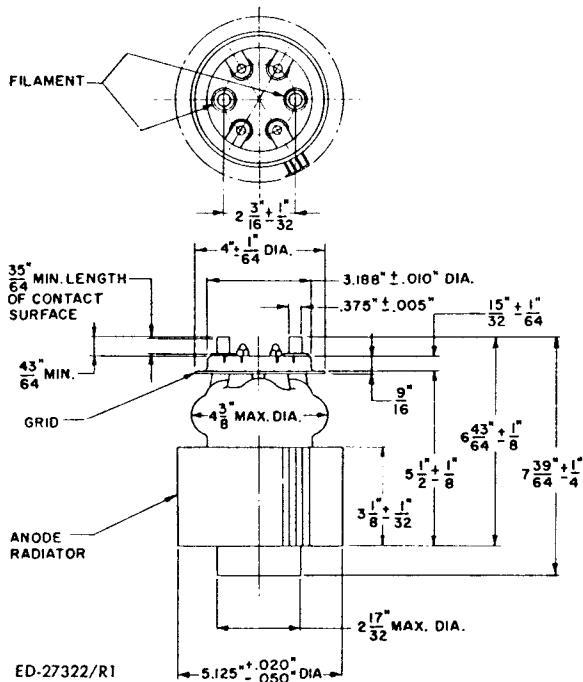 FILAMENT
2 3/16 ± 1/32"
4" ± 1/64" DIA.
35/64" MIN. LENGTH
OF CONTACT
SURFACE
3.188" ± .010" DIA.
.375" ± .005"
15/32" ± 1/64"
43/64" MIN.
9/16"
GRID
4 3/8" MAX. DIA.
6 43/64" ± 1/8"
5 1/2" ± 1/8"
7 39/64" ± 1/4"
3 1/8" ± 1/32"
ANODE
RADIATOR
2 17/32" MAX. DIA.
5.125" +.020" -.050" DIA
ED-27322/R1